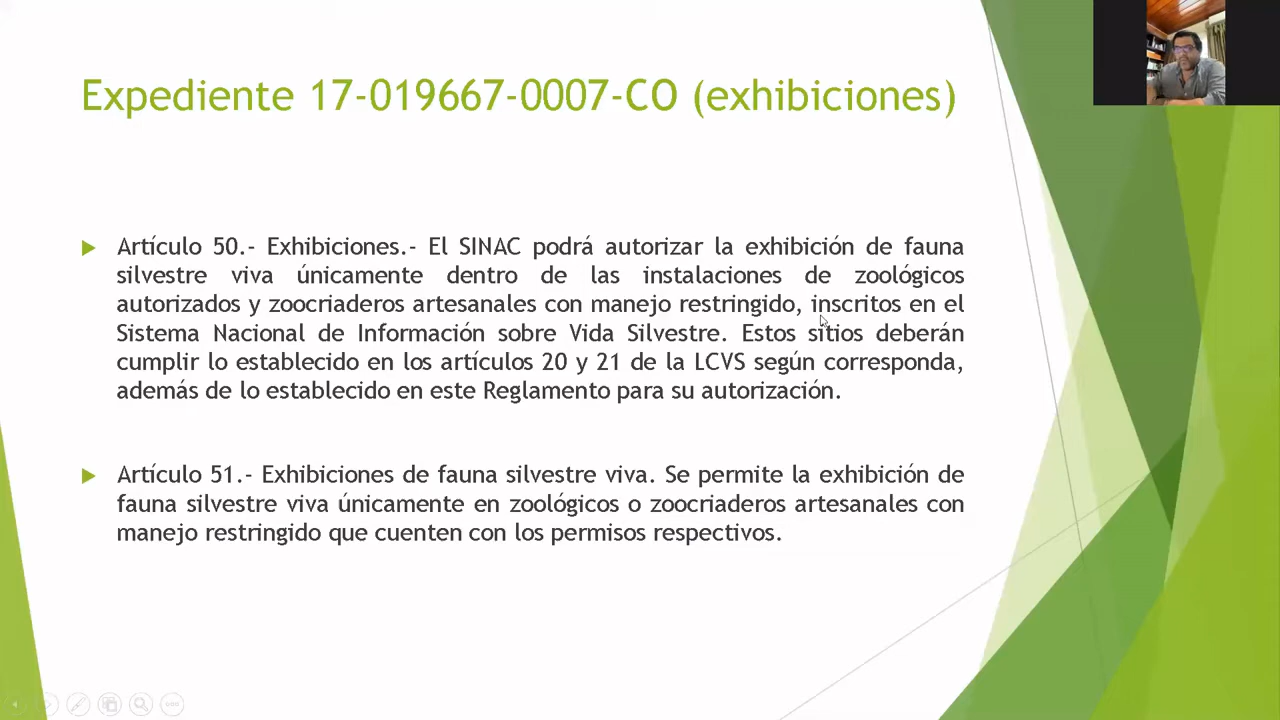 Expediente 17-019667-0007-CO (exhibiciones)
Artículo 50.- Exhibiciones.- El SINAC podrá autorizar la exhibición de fauna
silvestre viva únicamente dentro de las instalaciones de zoológicos
autorizados y zoocriaderos artesanales con manejo restringido, inscritos en el
Sistema Nacional de Información sobre Vida Silvestre. Estos sitios deberán
cumplir lo establecido en los artículos 20 y 21 de la LCVS según corresponda,
además de lo establecido en este Reglamento para su autorización.
Artículo 51.- Exhibiciones de fauna silvestre viva. Se permite la exhibición de
fauna silvestre viva únicamente en zoológicos o zoocriaderos artesanales con
manejo restringido que cuenten con los permisos respectivos.